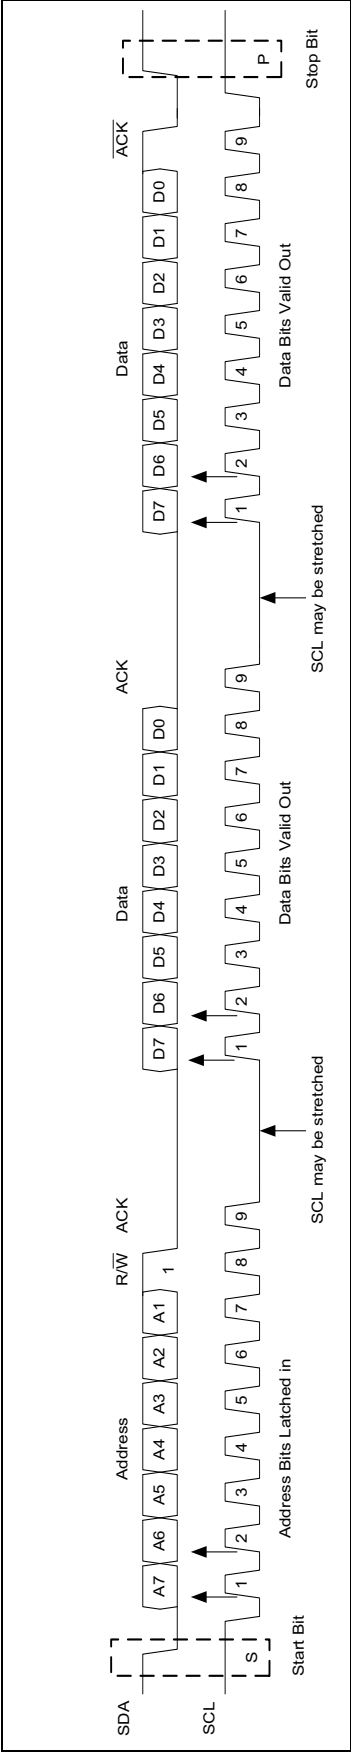 Address R/W ACK Data ACK Data ACK
SDA A7 A6 A5 A4 A3 A2 A1 1 D7 D6 D5 D4 D3 D2 D1 D0 D7 D6 D5 D4 D3 D2 D1 D0
SCL S 1 2 3 4 5 6 7 8 9 1 2 3 4 5 6 7 8 9 1 2 3 4 5 6 7 8 9 P
Start Bit Address Bits Latched in SCL may be stretched Data Bits Valid Out SCL may be stretched Data Bits Valid Out Stop Bit